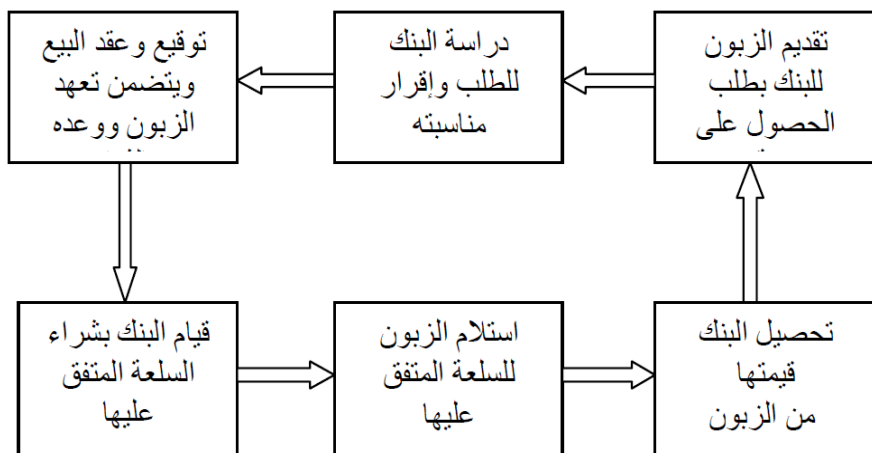 تقديم الزبون
للبنك بطلب
الحصول على
دراسة البنك
للطلب وإقرار
مناسبته
توقيع وعقد البيع
ويتضمن تعهد
الزبون ووعده
قيام البنك بشراء
السلعة المتفق
عليها
استلام الزبون
للسلعة المتفق
عليها
تحصيل البنك
قيمتها
من الزبون